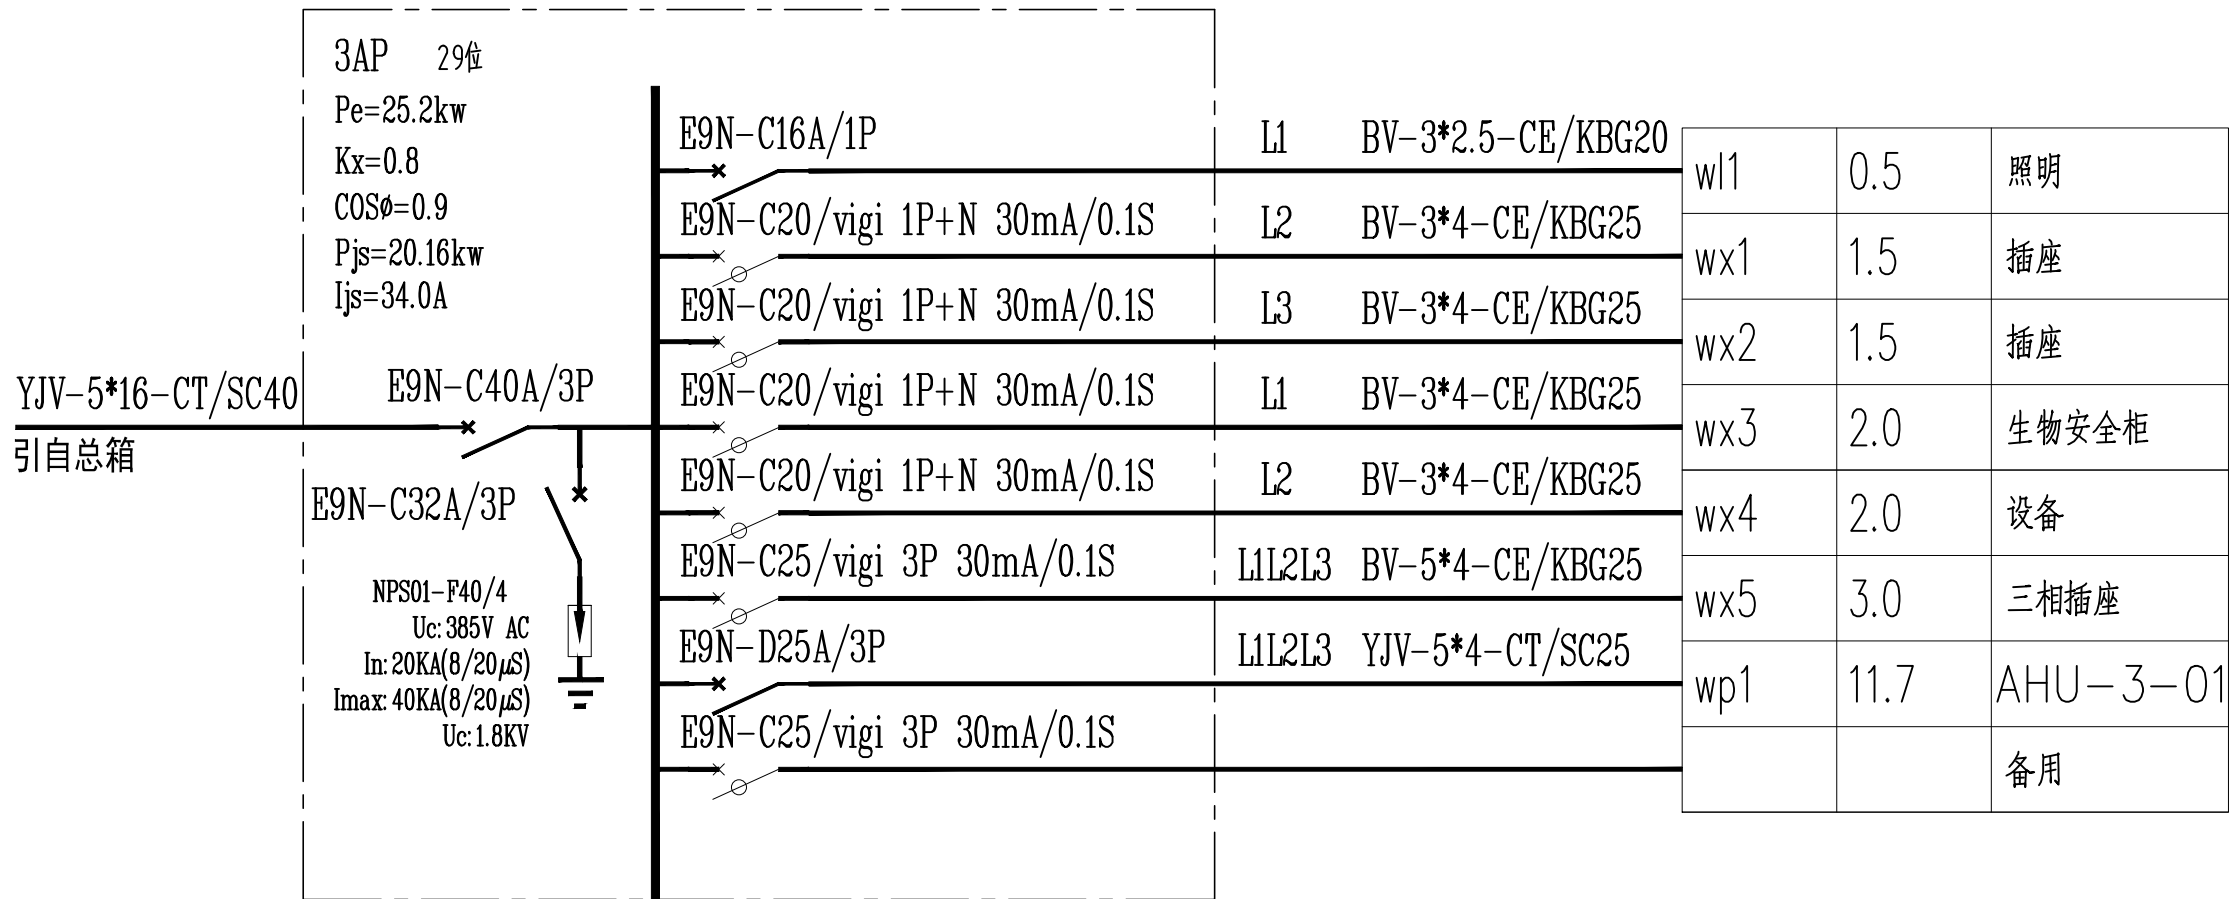 3AP 29位
Pe=25.2kw
Kx=0.8
COSø=0.9
Pjs=20.16kw
Ijs=34.0A
YJV-5*16-CT/SC40
引自总箱
E9N-C40A/3P
E9N-C32A/3P
NPS01-F40/4
Uc:385V AC
In:20KA(8/20μS)
Imax:40KA(8/20μS)
Uc:1.8KV
E9N-C16A/1P L1 BV-3*2.5-CE/KBG20 wl1 0.5 照明
E9N-C20/vigi 1P+N 30mA/0.1S L2 BV-3*4-CE/KBG25 wx1 1.5 插座
E9N-C20/vigi 1P+N 30mA/0.1S L3 BV-3*4-CE/KBG25 wx2 1.5 插座
E9N-C20/vigi 1P+N 30mA/0.1S L1 BV-3*4-CE/KBG25 wx3 2.0 生物安全柜
E9N-C20/vigi 1P+N 30mA/0.1S L2 BV-3*4-CE/KBG25 wx4 2.0 设备
E9N-C25/vigi 3P 30mA/0.1S L1L2L3 BV-5*4-CE/KBG25 wx5 3.0 三相插座
E9N-D25A/3P L1L2L3 YJV-5*4-CT/SC25 wp1 11.7 AHU-3-01
E9N-C25/vigi 3P 30mA/0.1S 备用